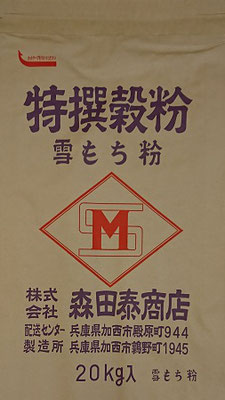 特撰穀粉
雪もち粉
SM
株式会社 森田泰商店
配送センター 兵庫県加西市殿原町944
製造所 兵庫県加西市鶉野町1945
20kg入 雪もち粉